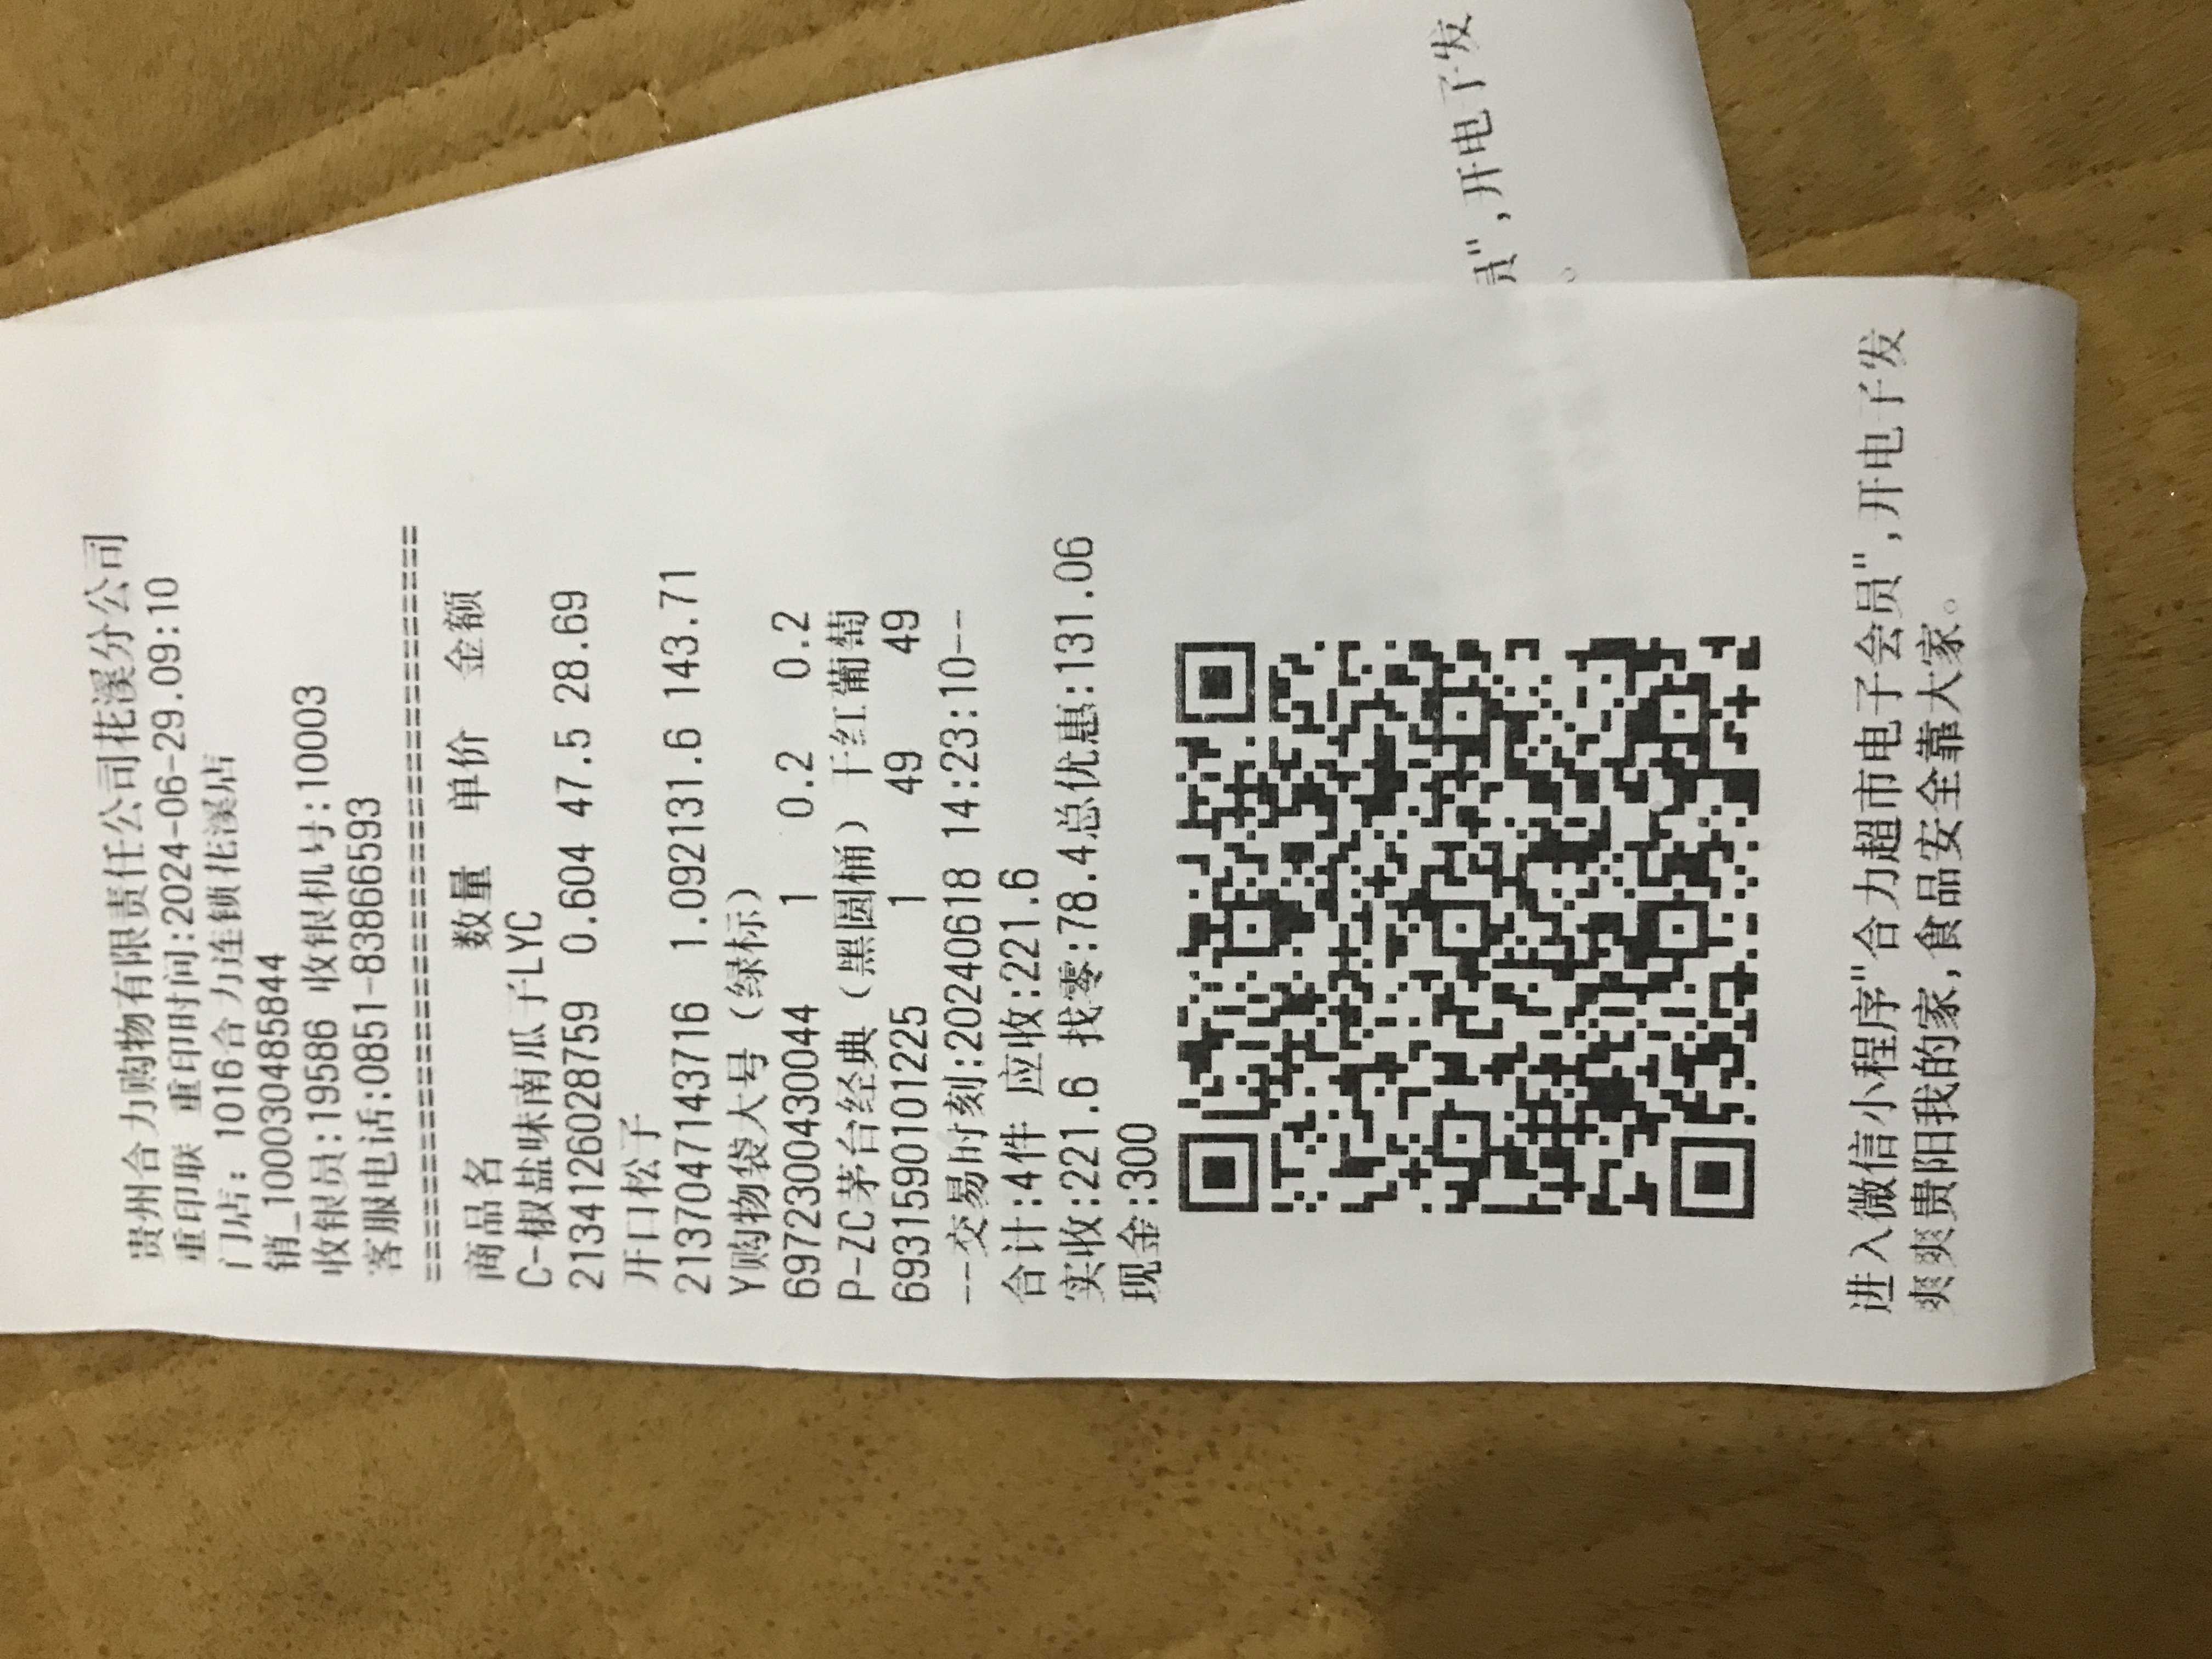 贵州合力购物有限责任公司花溪分公司
重印联 重印时间:2024-06-29.09:10
门店: 1016合力连锁花溪店
销_100030485844
收银员:19586 收银机号:10003
客服电话:0851-83866593
==========================================
商品名 数量 单价 金额
C-椒盐味南瓜子LYC
2134126028759 0.604 47.5 28.69
开口松子
2137047143716 1.092131.6 143.71
Y购物袋大号（绿标）
6972300430044 1 0.2 0.2
P-ZC茅台经典（黑圆桶）干红葡萄
6931590101225 1 49 49
--交易时刻:20240618 14:23:10--
合计:4件 应收:221.6
实收:221.6 找零:78.4总优惠:131.06
现金:300
进入微信小程序"合力超市电子会员",开电子发
爽爽贵阳我的家,食品安全靠大家。
员",开电子发
。